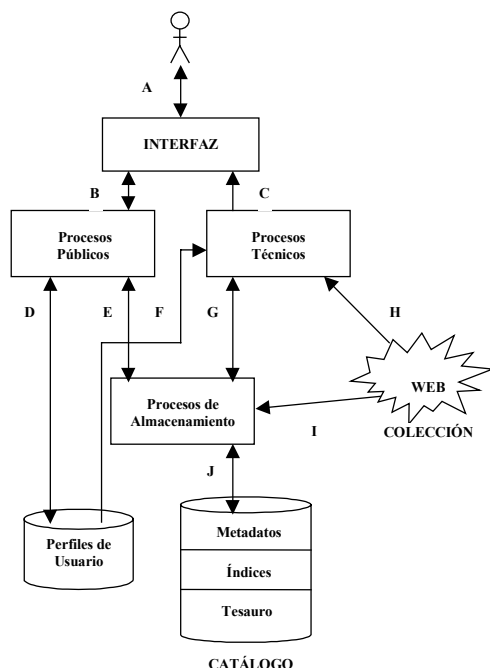 A
INTERFAZ
B
C
Procesos
Públicos
Procesos
Técnicos
D
E
F
G
H
WEB
COLECCIÓN
Procesos de
Almacenamiento
I
J
Perfiles de
Usuario
Metadatos
Índices
Tesauro
CATÁLOGO